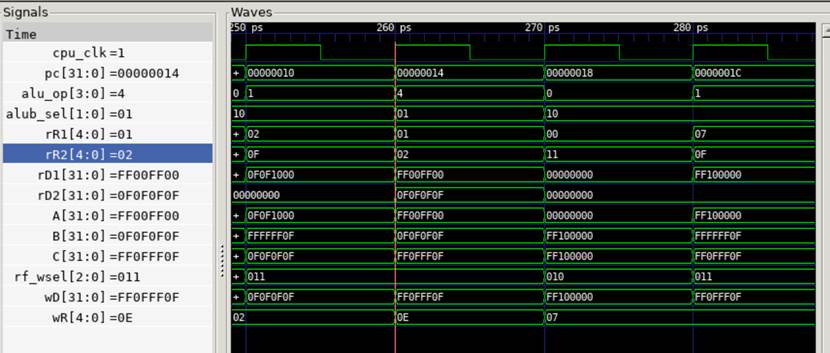 Signals Waves
Time 250 ps 260 ps 270 ps 280 ps
cpu_clk=1
pc[31:0]=00000014 + 00000010 00000014 00000018 0000001C
alu_op[3:0]=4 0 1 4 0 1
alub_sel[1:0]=01 10 01 10
rR1[4:0]=01 + 02 01 00 07
rR2[4:0]=02 + 0F 02 11 0F
rD1[31:0]=FF00FF00 + 0F0F1000 FF00FF00 00000000 FF100000
rD2[31:0]=0F0F0F0F 00000000 0F0F0F0F 00000000
A[31:0]=FF00FF00 + 0F0F1000 FF00FF00 00000000 FF100000
B[31:0]=0F0F0F0F + FFFFFF0F 0F0F0F0F FF100000 FFFFFF0F
C[31:0]=FF0FFF0F + 0F0F0F0F FF0FFF0F FF100000 FF0FFF0F
rf_wsel[2:0]=011 + 011 010 011
wD[31:0]=FF0FFF0F + 0F0F0F0F FF0FFF0F FF100000 FF0FFF0F
wR[4:0]=0E 02 0E 07